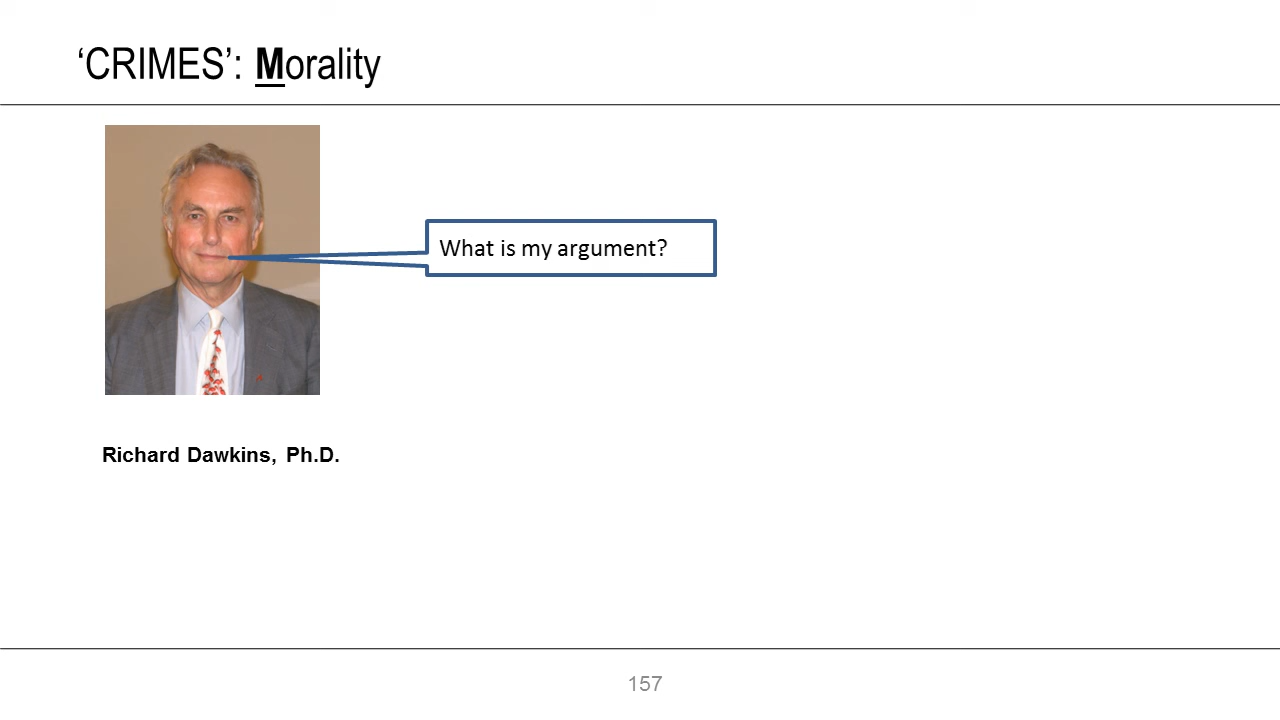 ‘CRIMES’: Morality
What is my argument?
Richard Dawkins, Ph.D.
157